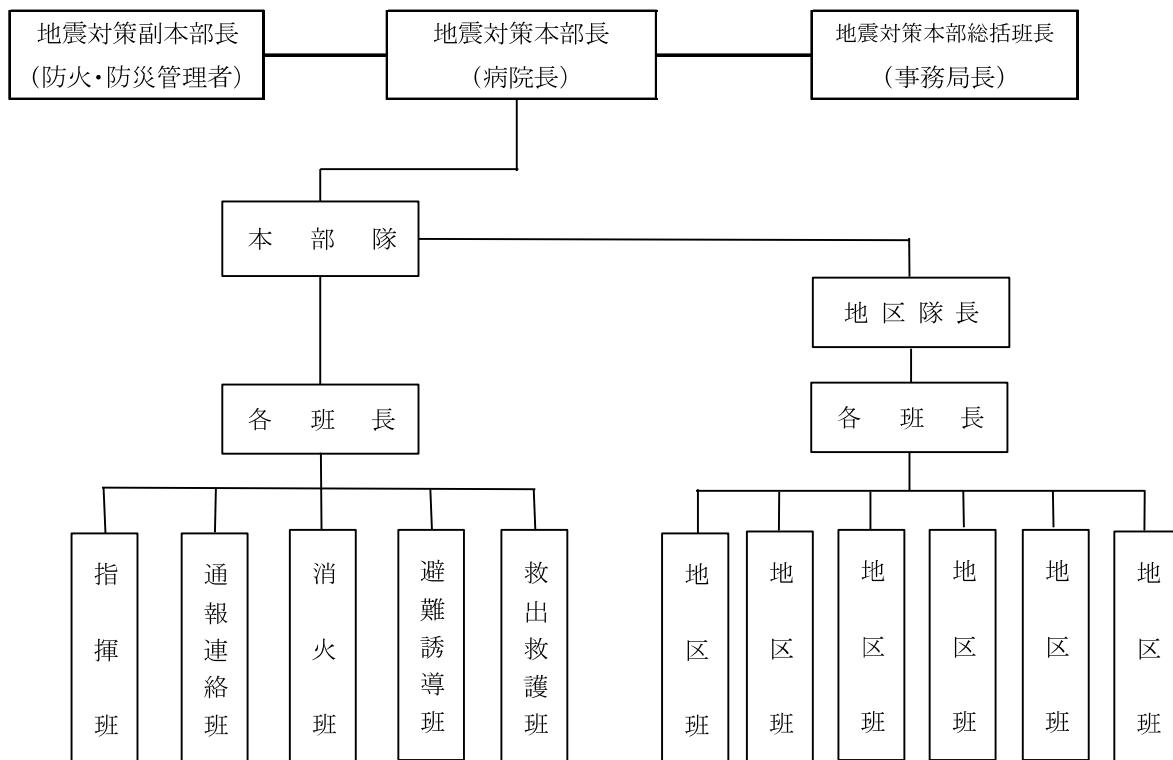 地震対策副本部長
(防火・防災管理者)
地震対策本部長
(病院長)
地震対策本部総括班長
(事務局長)
本部隊
地区隊長
各班長
各班長
指揮班
通報連絡班
消火班
避難誘導班
救出救護班
地区班
地区班
地区班
地区班
地区班
地区班